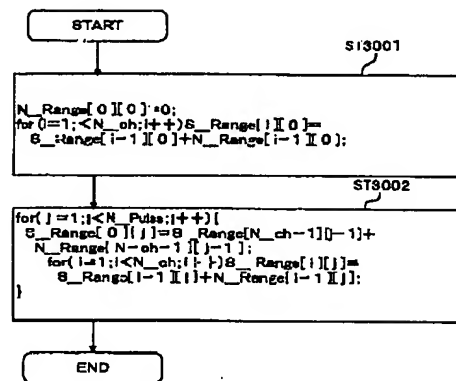 START
ST3001
N_Range[0][0]=0;
for(i=1;i<N_ch;i++)S_Range[i][0]=
S_Range[i-1][0]+N_Range[i-1][0];
ST3002
for(j=1;j<N_Pulse;j++){
S_Range[0][j]=S_Range[N_ch-1][j-1]+
N_Range[N-ch-1][j-1];
for(i=1;i<N_ch;i++)S_Range[i][j]=
S_Range[i-1][j]+N_Range[i-1][j];
}
END